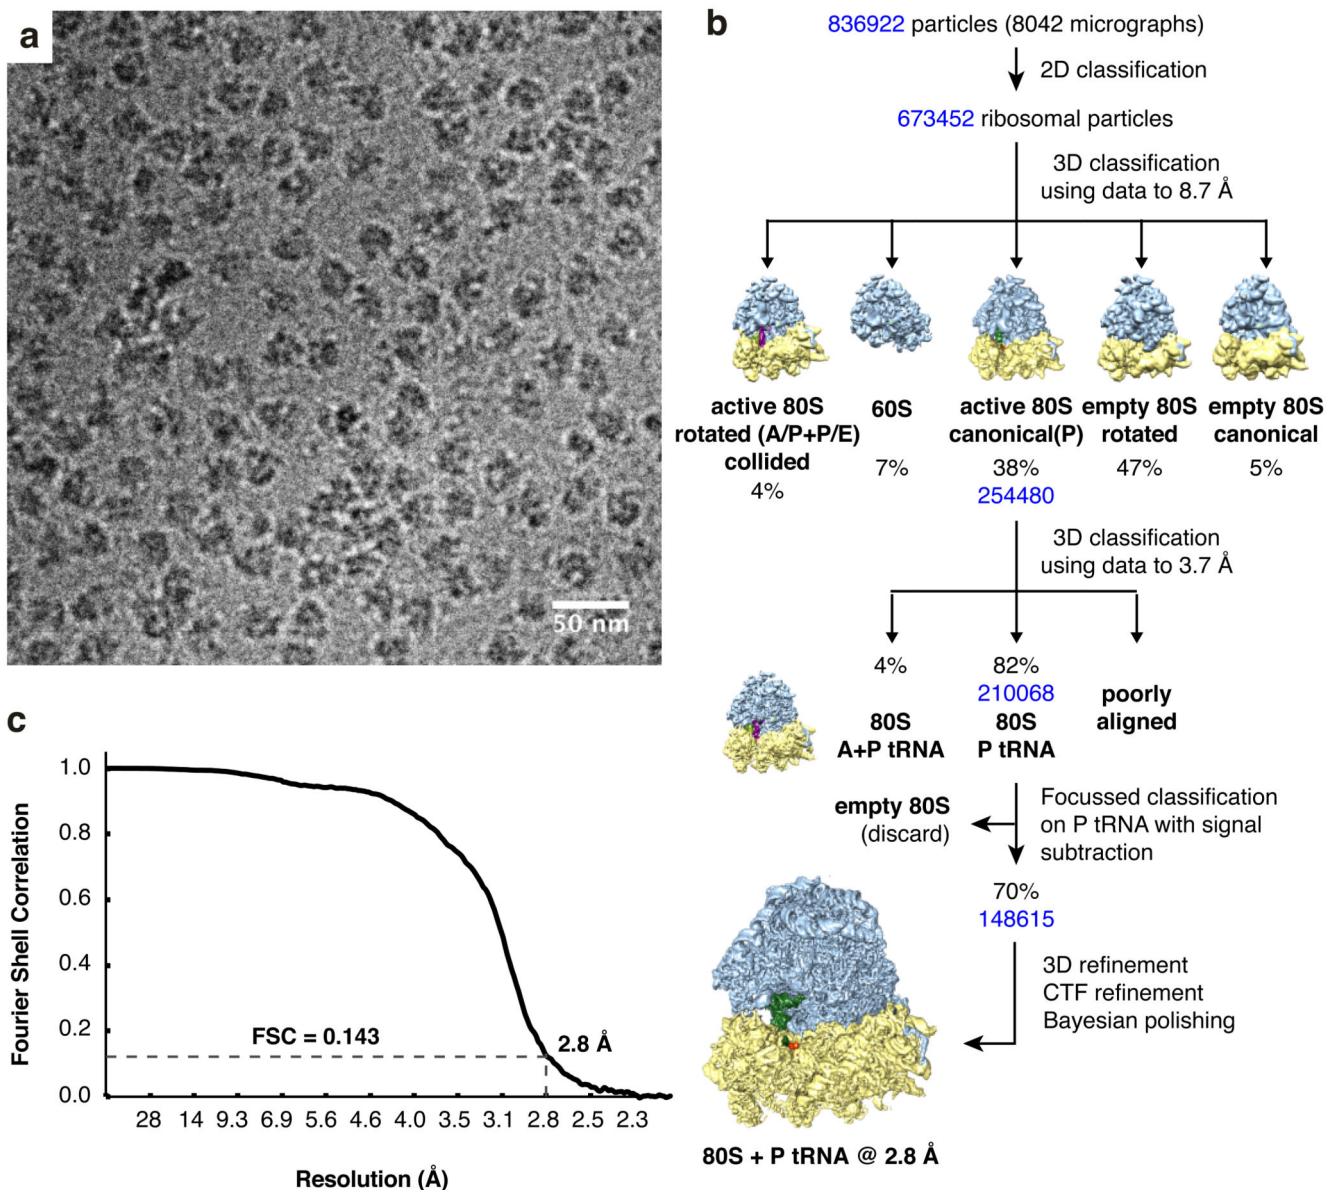 a
50 nm
b
836922 particles (8042 micrographs)
2D classification
673452 ribosomal particles
3D classification
using data to 8.7 Å
active 80S
rotated (A/P+P/E)
collided
4%
60S
7%
active 80S
canonical(P)
38%
254480
empty 80S
rotated
47%
empty 80S
canonical
5%
3D classification
using data to 3.7 Å
4%
80S
A+P tRNA
82%
210068
80S
P tRNA
poorly
aligned
empty 80S
(discard)
Focussed classification
on P tRNA with signal
subtraction
70%
148615
3D refinement
CTF refinement
Bayesian polishing
80S + P tRNA @ 2.8 Å
c
Fourier Shell Correlation
1.0
0.8
0.6
0.4
0.2
0.0
FSC = 0.143
2.8 Å
28 14 9.3 6.9 5.6 4.6 4.0 3.5 3.1 2.8 2.5 2.3
Resolution (Å)